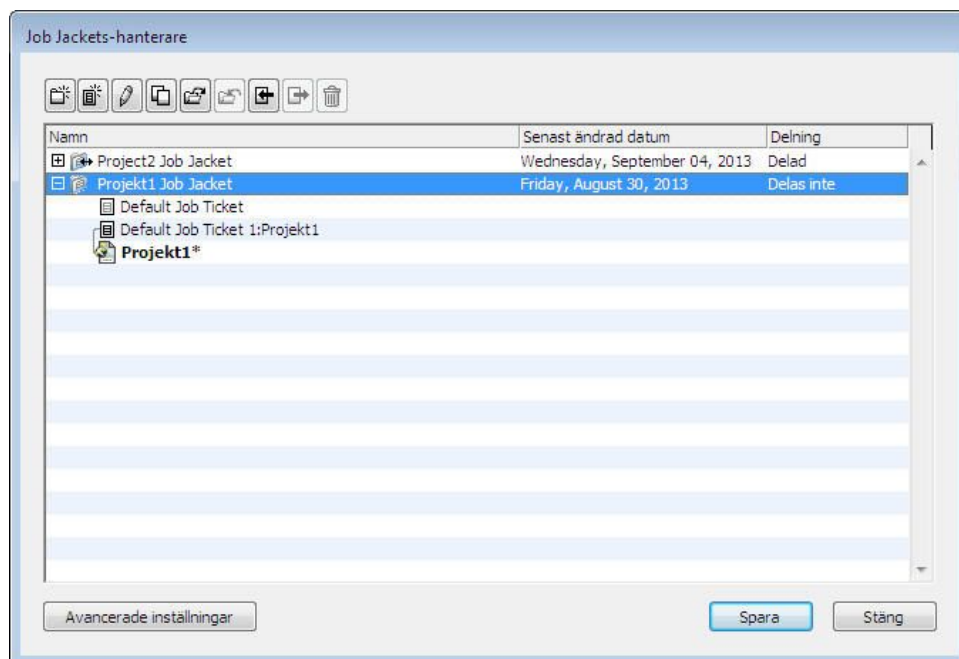 Job Jackets-hanterare
Namn Senast ändrad datum Delning
Project2 Job Jacket Wednesday, September 04, 2013 Delad
Projekt1 Job Jacket Friday, August 30, 2013 Delas inte
Default Job Ticket
Default Job Ticket 1:Projekt1
Projekt1*
Avancerade inställningar Spara Stäng